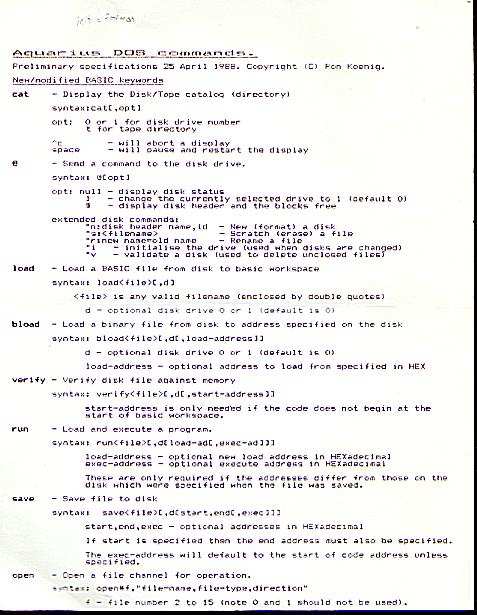 Aquarius DOS commands.
Preliminary specifications 25 April 1988. Copyright (C) Ron Koenig.
New/modified BASIC keywords
cat - Display the Disk/Tape catalog (directory)
syntax:cat[,opt]
opt: 0 or 1 for disk drive number
t for tape directory
^c - will abort a display
space - will pause and restart the display
@ - Send a command to the disk drive.
syntax: @[opt]
opt: null - display disk status
- change the currently selected drive to 1 (default 0)
$ - display disk header and the blocks free
extended disk commands:
"n:disk header name,id - New (format) a disk
"s:<filename> - Scratch (erase) a file
"r:new name=old name - Rename a file
"i - initialise the drive (used when disks are changed)
"v - validate a disk (used to delete unclosed files)
load - Load a BASIC file from disk to basic workspace
syntax: load<file>[,d]
<file> is any valid filename (enclosed by double quotes)
d - optional disk drive 0 or 1 (default is 0)
bload - Load a binary file from disk to address specified on the disk
syntax: bload<file>[,d[,load-address]]
d - optional disk drive 0 or 1 (default is 0)
load-address - optional address to load from specified in HEX
verify - Verify disk file against memory
syntax: verify<file>[,d[,start-address]]
start-address is only needed if the code does not begin at the
start of basic workspace.
run - Load and execute a program.
syntax: run<file>[,d[load-ad[,exec-ad]]]
load-address - optional new load address in HEXadecimal
exec-address - optional execute address in HEXadecimal
These are only required if the addresses differ from those on the
disk which were specified when the file was saved.
save - Save file to disk
syntax: save<file>[,d[start,end[,exec]]]
start,end,exec - optional addresses in HEXadecimal
If start is specified then the end address must also be specified.
The exec-address will default to the start of code address unless
specified.
open - Open a file channel for operation.
syntax: open#f,"file-name,file-type,direction"
f - file number 2 to 15 (note 0 and 1 should not be used).